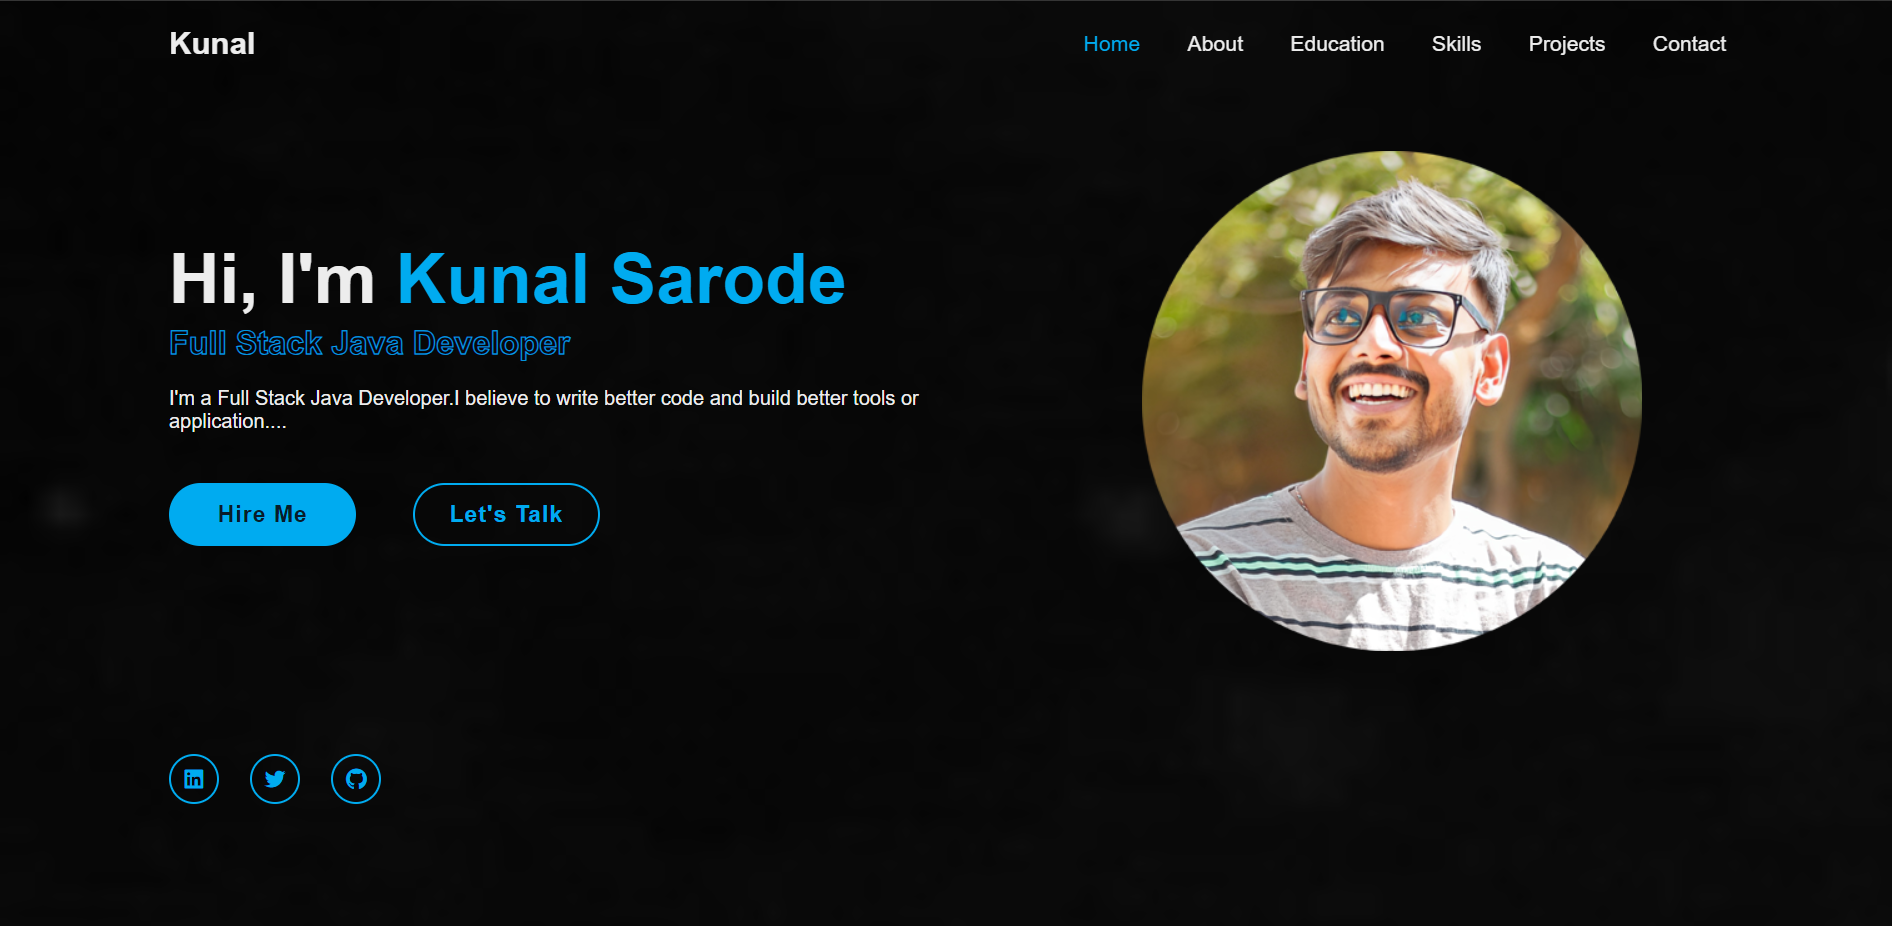 Kunal
Home About Education Skills Projects Contact
Hi, I'm Kunal Sarode
Full Stack Java Developer
I'm a Full Stack Java Developer.I believe to write better code and build better tools or
application....
Hire Me
Let's Talk